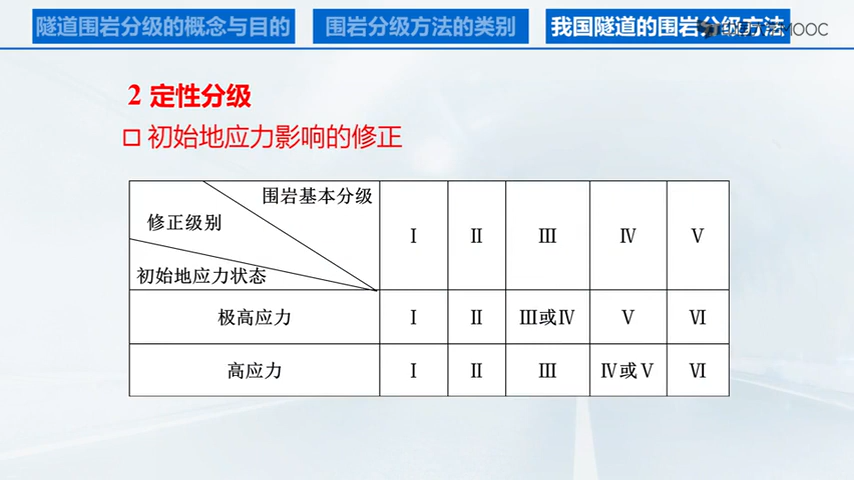 隧道围岩分级的概念与目的 围岩分级方法的类别 我国隧道的围岩分级方法
2 定性分级
初始地应力影响的修正
围岩基本分级
修正级别
初始地应力状态
Ⅰ Ⅱ Ⅲ Ⅳ Ⅴ
极高应力 Ⅰ Ⅱ Ⅲ或Ⅳ Ⅴ Ⅵ
高应力 Ⅰ Ⅱ Ⅲ Ⅳ或Ⅴ Ⅵ